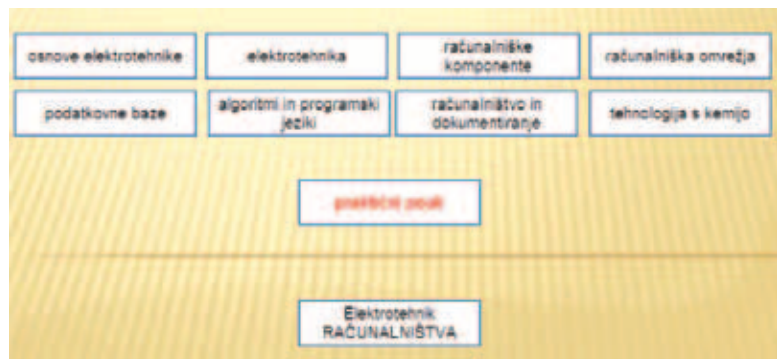 osnove elektrotehnike
elektrotehnika
računalniške
komponente
računalniška omrežja
podatkovne baze
algoritmi in programski
jeziki
računalništvo in
dokumentiranje
tehnologija s kemijo
praktični pouk
Elektrotehnik
RAČUNALNIŠTVA